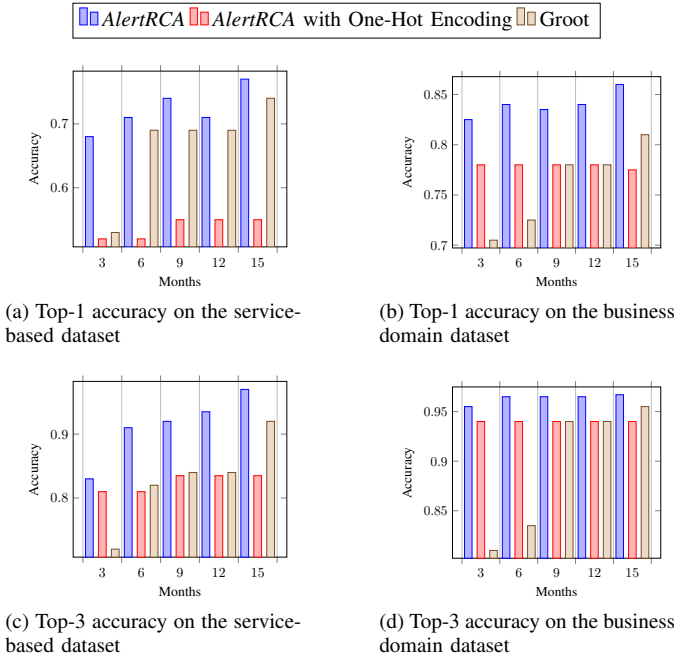 AlertRCA AlertRCA with One-Hot Encoding Groot
0.7
0.6
Accuracy
3 6 9 12 15
Months
(a) Top-1 accuracy on the service-
based dataset
0.85
0.8
0.75
0.7
Accuracy
3 6 9 12 15
Months
(b) Top-1 accuracy on the business
domain dataset
0.9
0.8
Accuracy
3 6 9 12 15
Months
(c) Top-3 accuracy on the service-
based dataset
0.95
0.9
0.85
Accuracy
3 6 9 12 15
Months
(d) Top-3 accuracy on the business
domain dataset